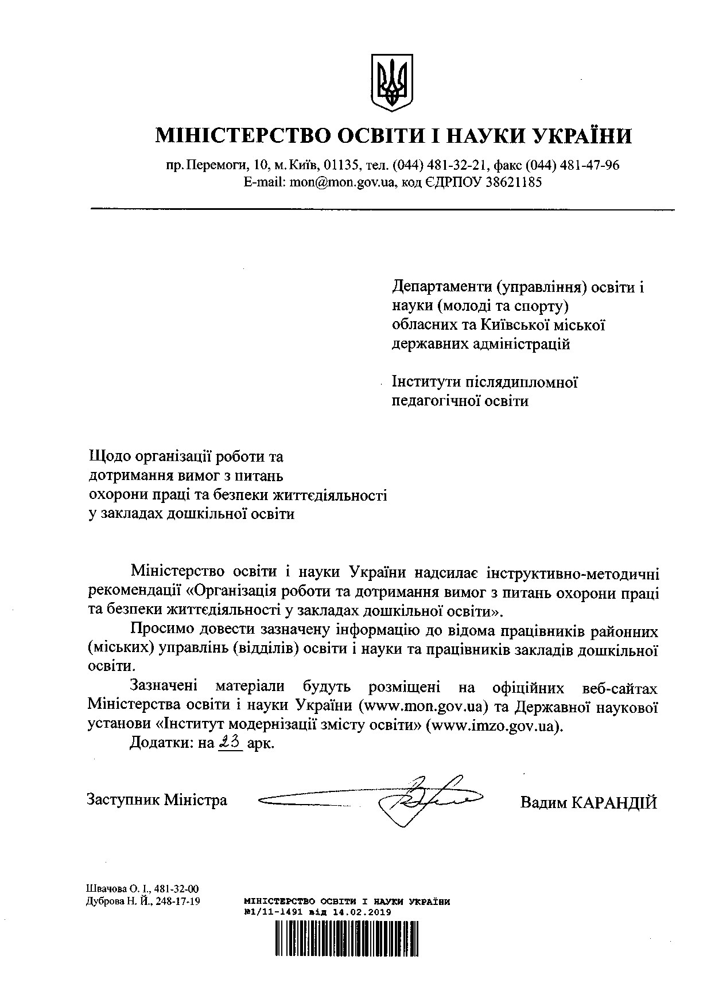 МІНІСТЕРСТВО ОСВІТИ І НАУКИ УКРАЇНИ
пр. Перемоги, 10, м. Київ, 01135, тел. (044) 481-32-21, факс (044) 481-47-96
E-mail: mon@mon.gov.ua, код ЄДРПОУ 38621185
Департаменти (управління) освіти і
науки (молоді та спорту)
обласних та Київської міської
державних адміністрацій
Інститути післядипломної
педагогічної освіти
Щодо організації роботи та
дотримання вимог з питань
охорони праці та безпеки життєдіяльності
у закладах дошкільної освіти
Міністерство освіти і науки України надсилає інструктивно-методичні
рекомендації «Організація роботи та дотримання вимог з питань охорони праці
та безпеки життєдіяльності у закладах дошкільної освіти».
Просимо довести зазначену інформацію до відома працівників районних
(міських) управлінь (відділів) освіти і науки та працівників закладів дошкільної
освіти.
Зазначені матеріали будуть розміщені на офіційних веб-сайтах
Міністерства освіти і науки України (www.mon.gov.ua) та Державної наукової
установи «Інститут модернізації змісту освіти» (www.imzo.gov.ua).
Додатки: на 23 арк.
Заступник Міністра Вадим КАРАНДІЙ
Швачова О. І., 481-32-00
Дуброва Н. Й., 248-17-19
МІНІСТЕРСТВО ОСВІТИ І НАУКИ УКРАЇНИ
№1/11-1491 від 14.02.2019